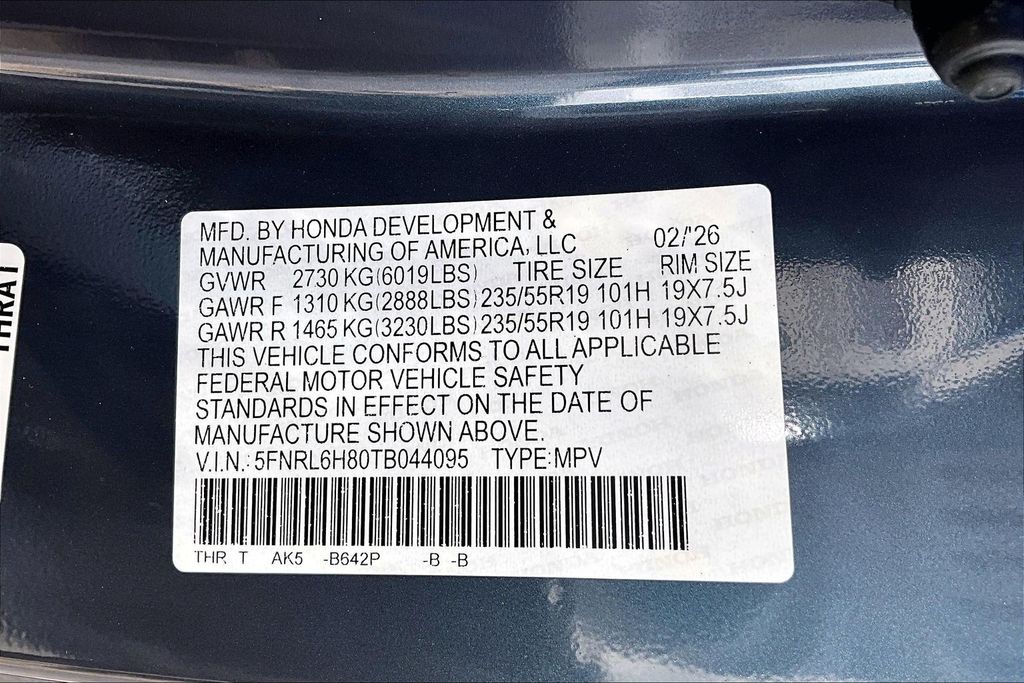 MFD. BY HONDA DEVELOPMENT &
MANUFACTURING OF AMERICA, LLC 02/'26
GVWR 2730 KG(6019LBS) TIRE SIZE RIM SIZE
GAWR F 1310 KG(2888LBS) 235/55R19 101H 19X7.5J
GAWR R 1465 KG(3230LBS) 235/55R19 101H 19X7.5J
THIS VEHICLE CONFORMS TO ALL APPLICABLE
FEDERAL MOTOR VEHICLE SAFETY
STANDARDS IN EFFECT ON THE DATE OF
MANUFACTURE SHOWN ABOVE.
V.I.N.: 5FNRL6H80TB044095 TYPE:MPV
THR T AK5 -B642P -B -B